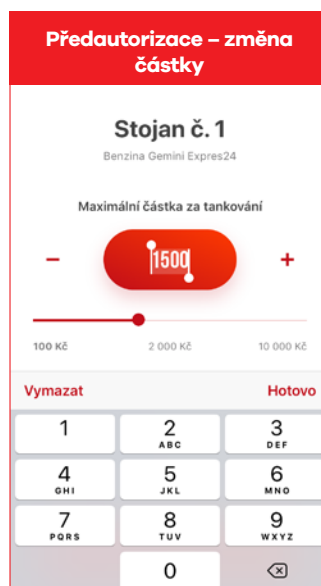 Předautorizace – změna
částky
Stojan č. 1
Benzina Gemini Expres24
Maximální částka za tankování
– 1500 +
100 Kč 2 000 Kč 10 000 Kč
Vymazat Hotovo
1 2 3
ABC DEF
4 5 6
GHI JKL MNO
7 8 9
PQRS TUV WXYZ
0